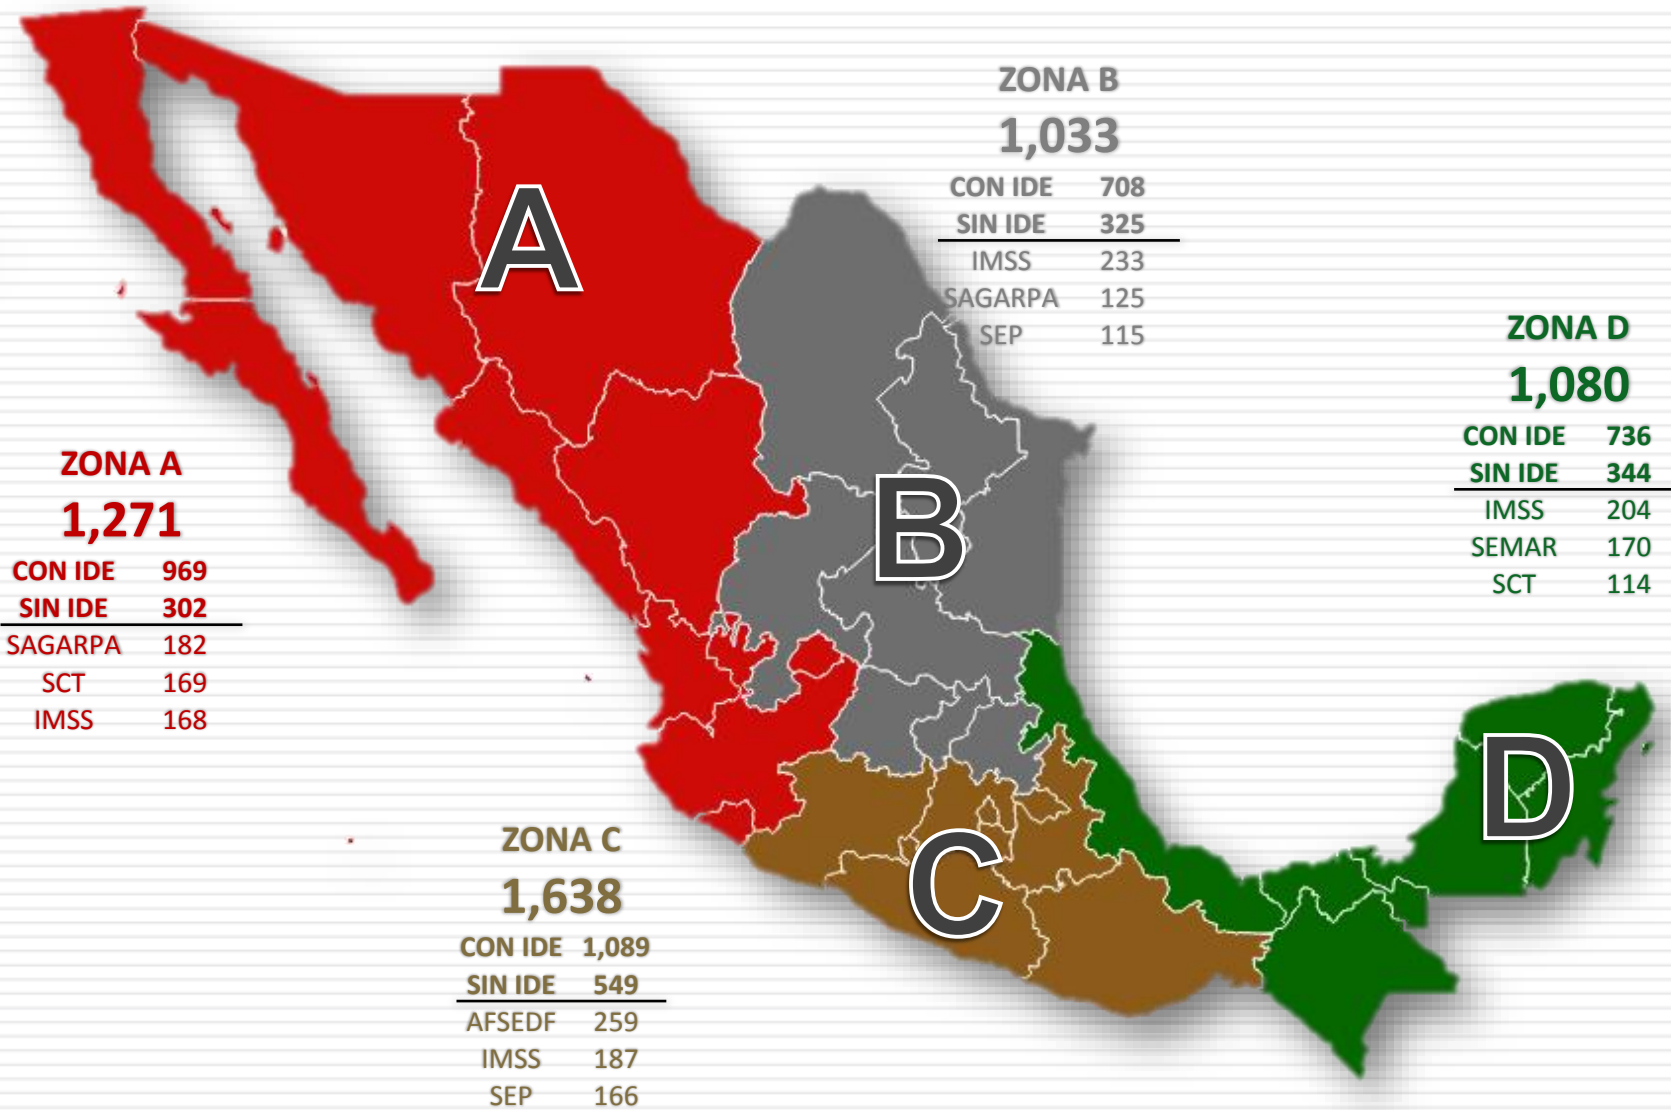 A
B
C
D
ZONA A
1,271
CON IDE 969
SIN IDE 302
SAGARPA 182
SCT 169
IMSS 168
ZONA B
1,033
CON IDE 708
SIN IDE 325
IMSS 233
SAGARPA 125
SEP 115
ZONA C
1,638
CON IDE 1,089
SIN IDE 549
AFSEDF 259
IMSS 187
SEP 166
ZONA D
1,080
CON IDE 736
SIN IDE 344
IMSS 204
SEMAR 170
SCT 114